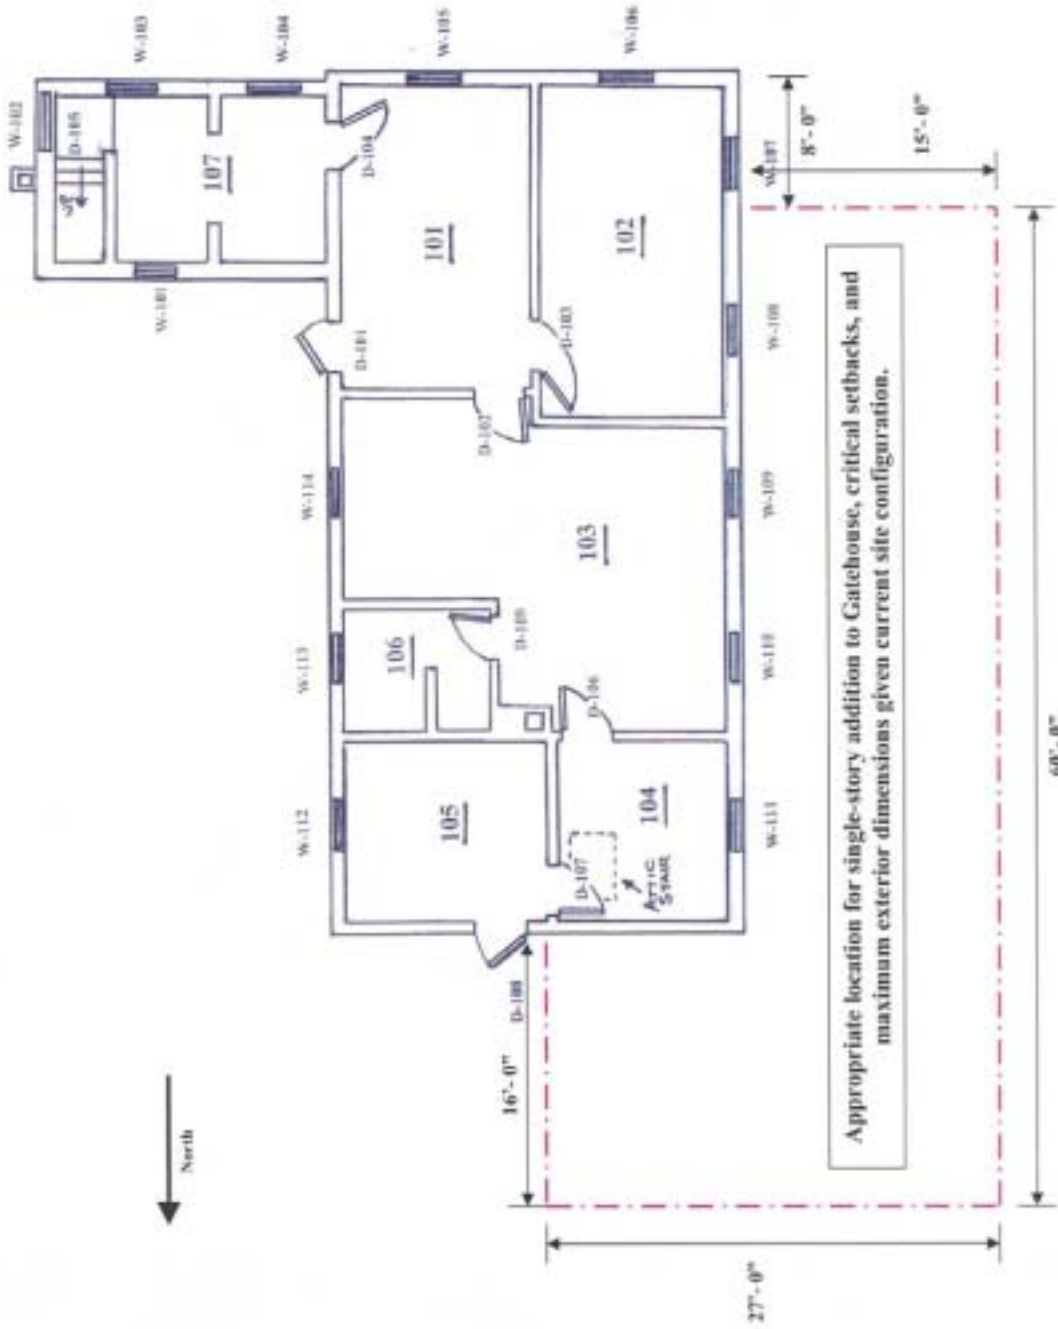 W-102
W-103
W-104
W-105
W-106
D-105
107
D-104
W-101
101
102
W-107
8'- 0"
15'- 0"
D-101
D-103
D-102
W-108
W-114
103
W-109
W-113
106
D-109
D-106
W-110
W-112
105
104
D-107
ATTIC
STAIR
W-111
D-108
16'- 0"
North
27'- 0"
60'- 0"
Appropriate location for single-story addition to Gatehouse, critical setbacks, and
maximum exterior dimensions given current site configuration.